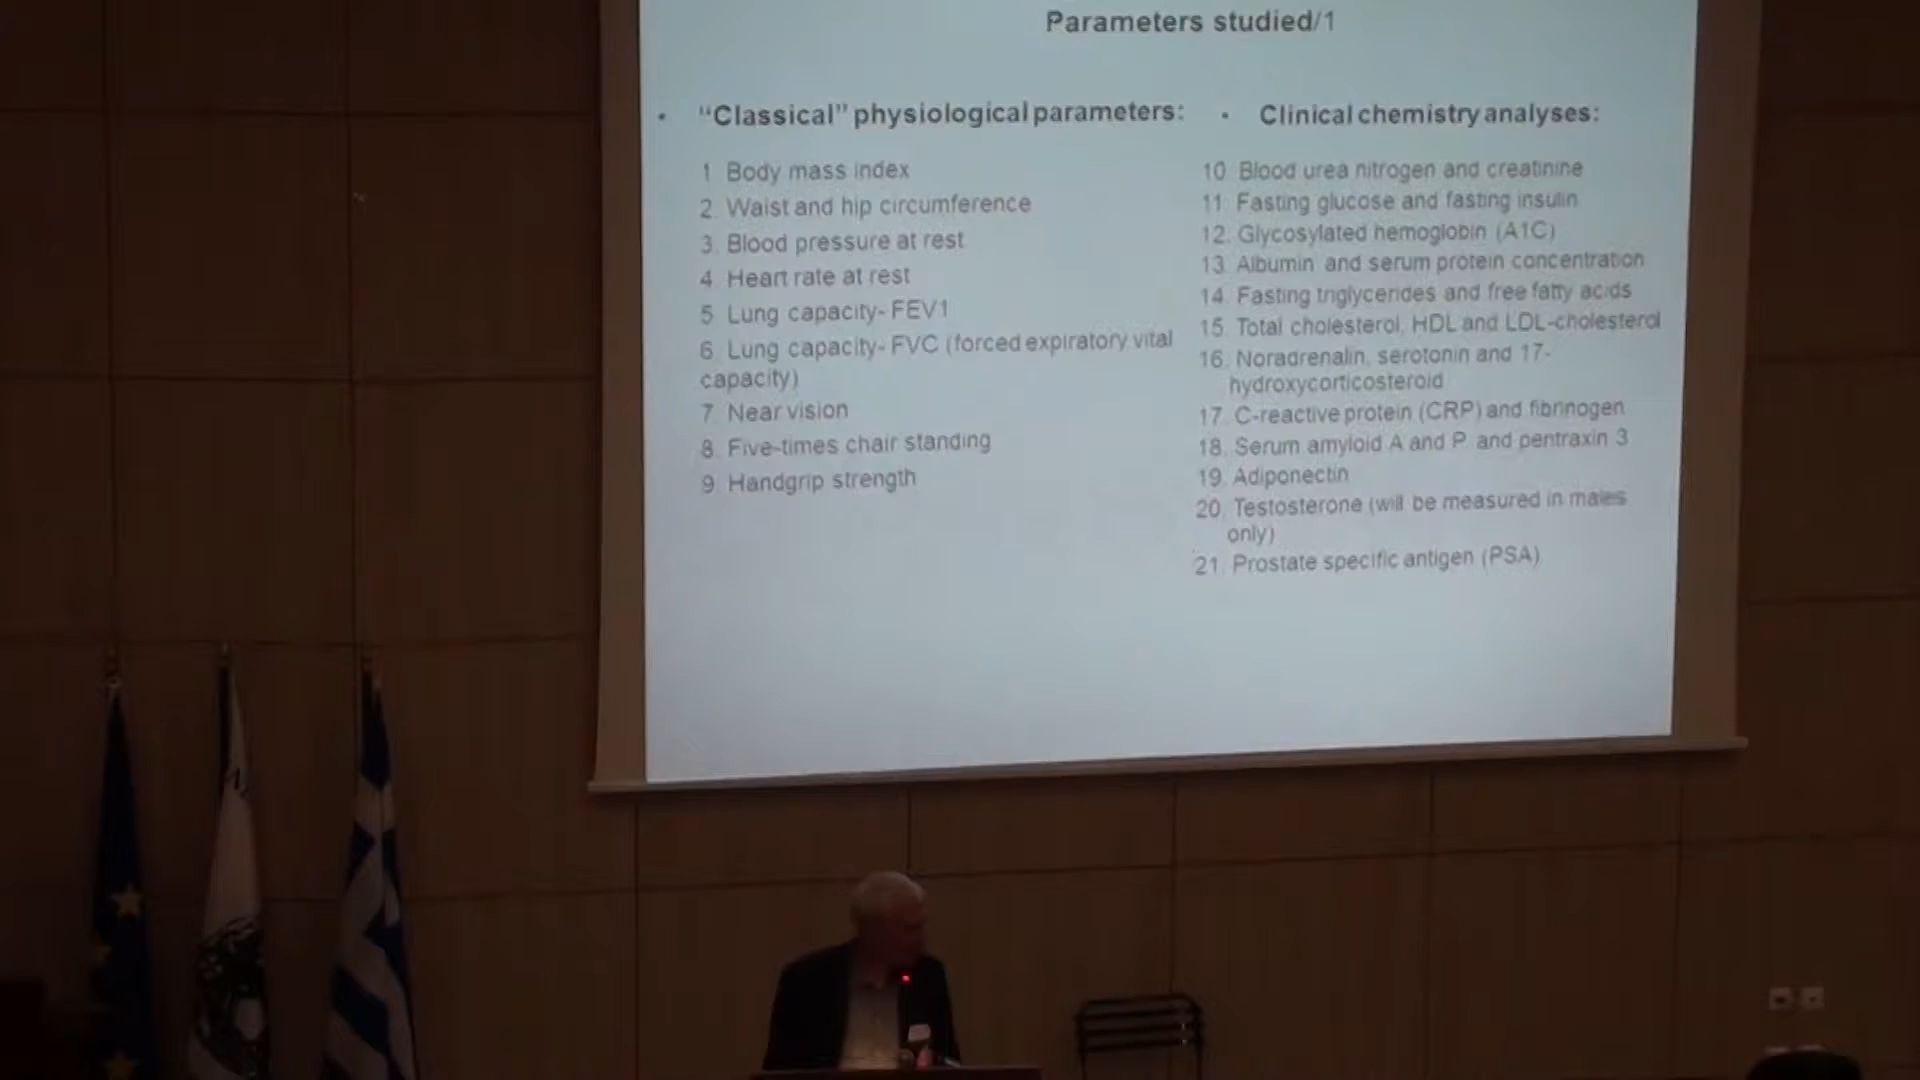 Parameters studied/1
• “Classical” physiological parameters:
1. Body mass index
2. Waist and hip circumference
3. Blood pressure at rest
4. Heart rate at rest
5. Lung capacity- FEV1
6. Lung capacity- FVC (forced expiratory vital
capacity)
7. Near vision
8. Five-times chair standing
9. Handgrip strength
• Clinical chemistry analyses:
10. Blood urea nitrogen and creatinine
11. Fasting glucose and fasting insulin
12. Glycosylated hemoglobin (A1C)
13. Albumin and serum protein concentration
14. Fasting triglycerides and free fatty acids
15. Total cholesterol, HDL and LDL-cholesterol
16. Noradrenalin, serotonin and 17-
hydroxycorticosteroid
17. C-reactive protein (CRP) and fibrinogen
18. Serum amyloid A and P and pentraxin 3
19. Adiponectin
20. Testosterone (will be measured in males
only)
21. Prostate specific antigen (PSA)